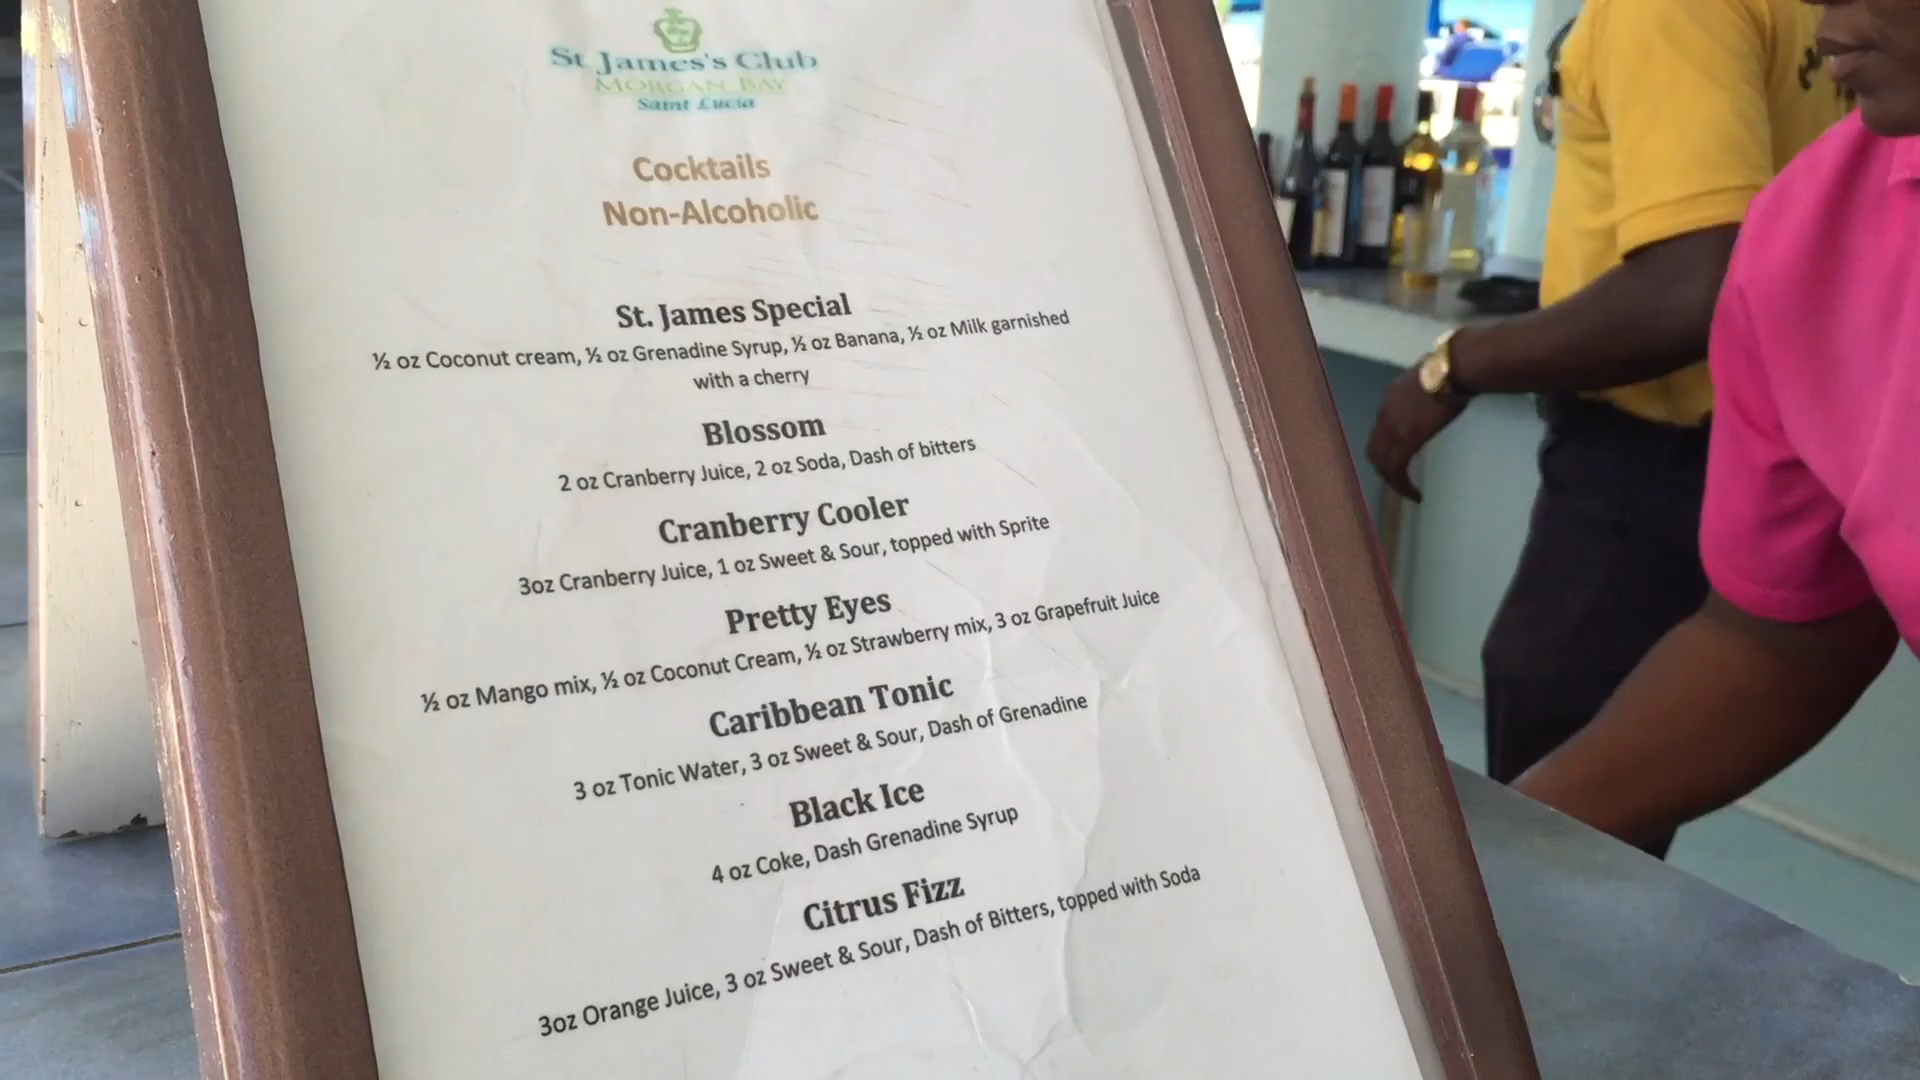 St. James's Club
MORGAN BAY
Saint Lucia
Cocktails
Non-Alcoholic
St. James Special
½ oz Coconut cream, ½ oz Grenadine Syrup, ½ oz Banana, ½ oz Milk garnished
with a cherry
Blossom
2 oz Cranberry Juice, 2 oz Soda, Dash of bitters
Cranberry Cooler
3oz Cranberry Juice, 1 oz Sweet & Sour, topped with Sprite
Pretty Eyes
½ oz Mango mix, ½ oz Coconut Cream, ½ oz Strawberry mix, 3 oz Grapefruit Juice
Caribbean Tonic
3 oz Tonic Water, 3 oz Sweet & Sour, Dash of Grenadine
Black Ice
4 oz Coke, Dash Grenadine Syrup
Citrus Fizz
3oz Orange Juice, 3 oz Sweet & Sour, Dash of Bitters, topped with Soda